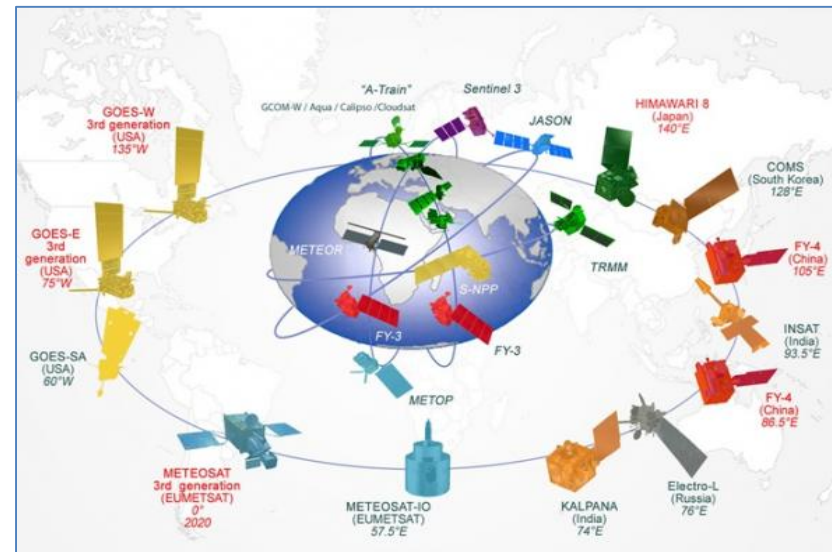 "A-Train"
GCOM-W / Aqua / Calipso /Cloudsat
Sentinel 3
JASON
GOES-W
3rd generation
(USA)
135°W
HIMAWARI 8
(Japan)
140°E
COMS
(South Korea)
128°E
GOES-E
3rd
generation
(USA)
75°W
METEOR
TRMM
FY-4
(China)
105°E
S-NPP
FY-3
FY-3
INSAT
(India)
93.5°E
GOES-SA
(USA)
60°W
METOP
FY-4
(China)
86.5°E
METEOSAT
3rd generation
(EUMETSAT)
0°
2020
METEOSAT-IO
(EUMETSAT)
57.5°E
KALPANA
(India)
74°E
Electro-L
(Russia)
76°E